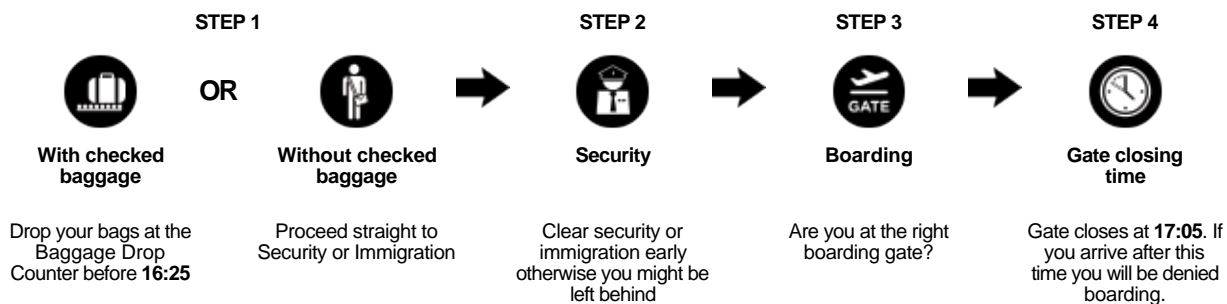 STEP 1
STEP 2
STEP 3
STEP 4
OR
GATE
With checked
baggage
Without checked
baggage
Security
Boarding
Gate closing
time
Drop your bags at the
Baggage Drop
Counter before 16:25
Proceed straight to
Security or Immigration
Clear security or
immigration early
otherwise you might be
left behind
Are you at the right
boarding gate?
Gate closes at 17:05. If
you arrive after this
time you will be denied
boarding.